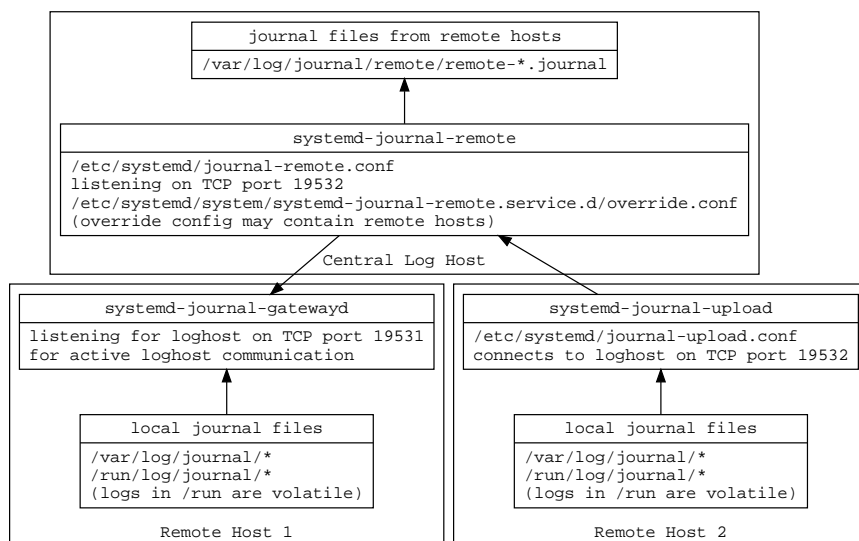 journal files from remote hosts
/var/log/journal/remote/remote-*.journal
systemd-journal-remote
/etc/systemd/journal-remote.conf
listening on TCP port 19532
/etc/systemd/system/systemd-journal-remote.service.d/override.conf
(override config may contain remote hosts)
Central Log Host
systemd-journal-gatewayd
listening for loghost on TCP port 19531
for active loghost communication
local journal files
/var/log/journal/*
/run/log/journal/*
(logs in /run are volatile)
Remote Host 1
systemd-journal-upload
/etc/systemd/journal-upload.conf
connects to loghost on TCP port 19532
local journal files
/var/log/journal/*
/run/log/journal/*
(logs in /run are volatile)
Remote Host 2